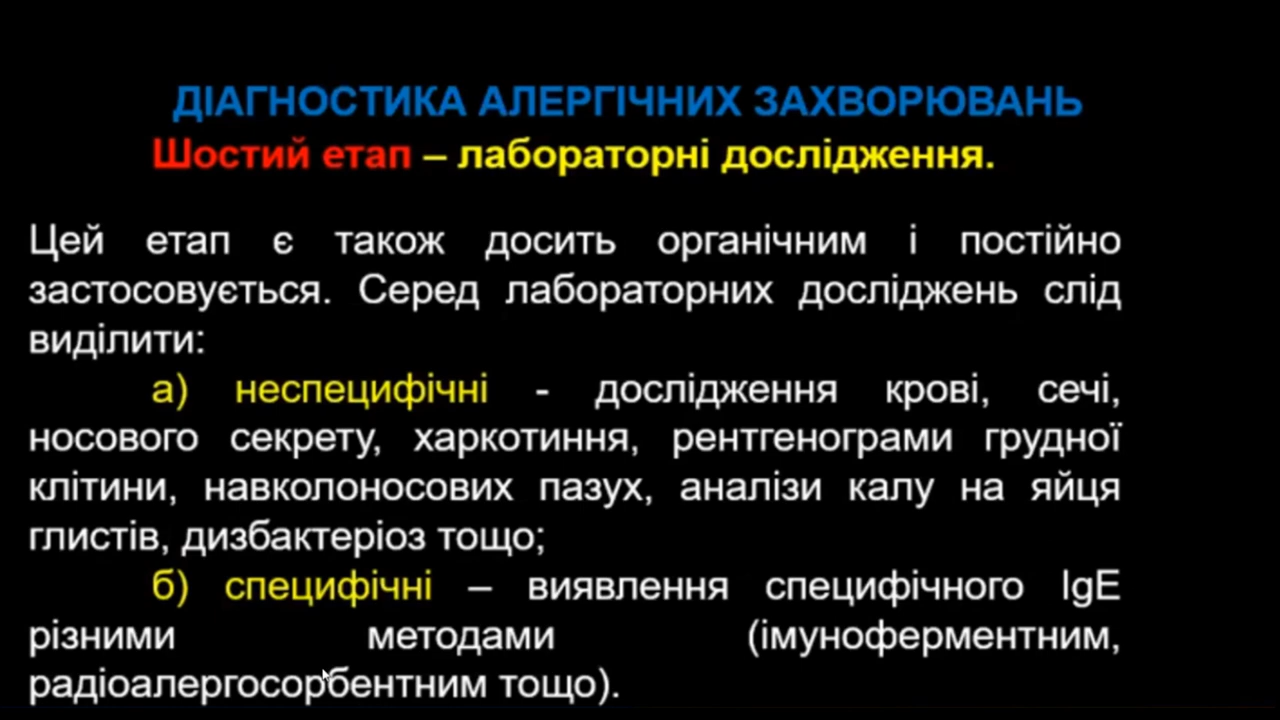 ДІАГНОСТИКА АЛЕРГІЧНИХ ЗАХВОРЮВАНЬ
Шостий етап – лабораторні дослідження.
Цей етап є також досить органічним і постійно
застосовується. Серед лабораторних досліджень слід
виділити:
а) неспецифічні - дослідження крові, сечі,
носового секрету, харкотиння, рентгенограми грудної
клітини, навколоносових пазух, аналізи калу на яйця
глистів, дизбактеріоз тощо;
б) специфічні – виявлення специфічного IgE
різними методами (імуноферментним,
радіоалергосорбентним тощо).